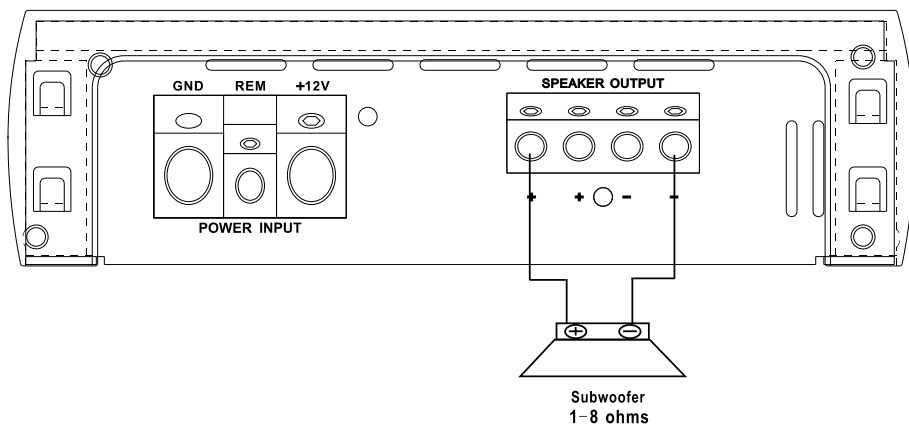 GND REM +12V
POWER INPUT
SPEAKER OUTPUT
+ + - -
+ −
Subwoofer
1-8 ohms